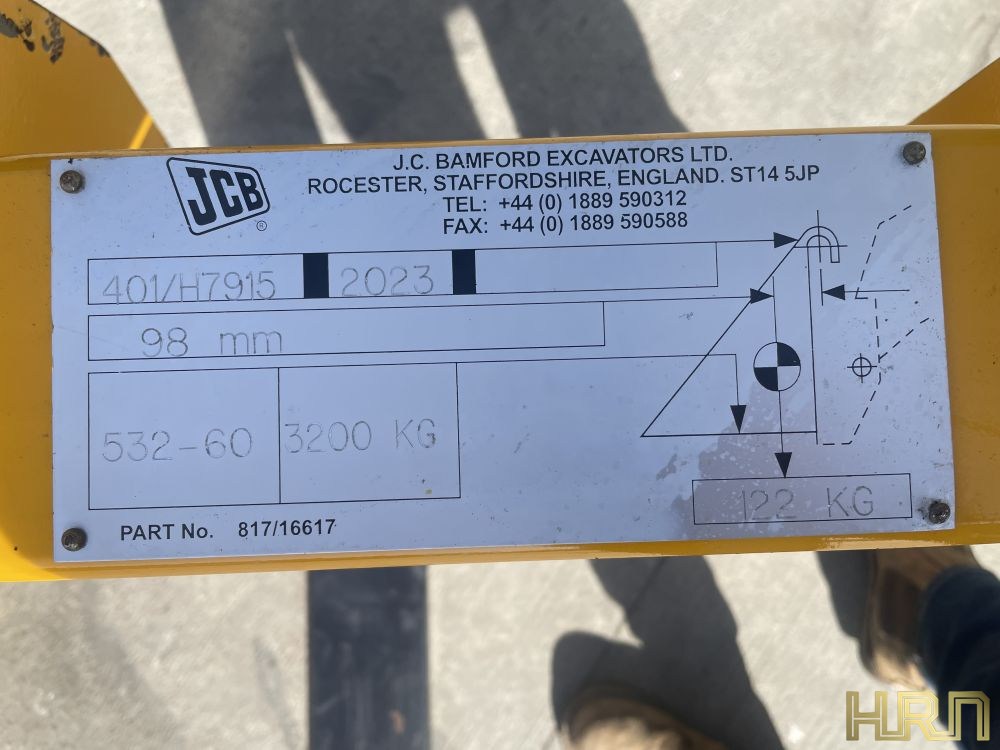 JCB
®
J.C. BAMFORD EXCAVATORS LTD.
ROCESTER, STAFFORDSHIRE, ENGLAND. ST14 5JP
TEL: +44 (0) 1889 590312
FAX: +44 (0) 1889 590588
401/H7915 2023
98 mm
532-60 3200 KG
122 KG
PART No. 817/16617
HRN